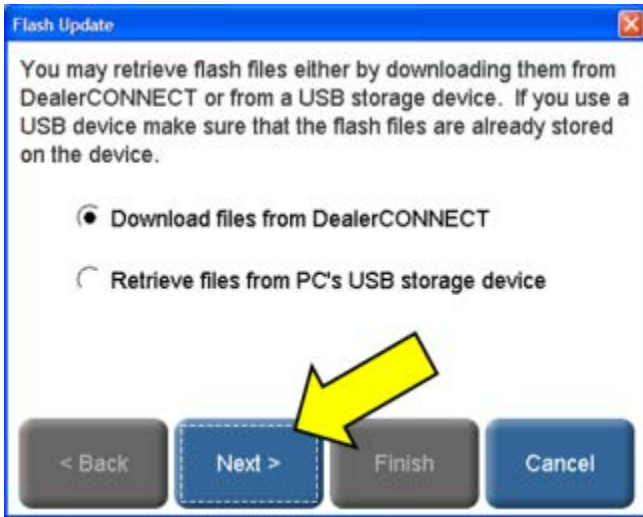 Flash Update
You may retrieve flash files either by downloading them from
DealerCONNECT or from a USB storage device.  If you use a
USB device make sure that the flash files are already stored
on the device.
Download files from DealerCONNECT
Retrieve files from PC's USB storage device
< Back Next > Finish Cancel